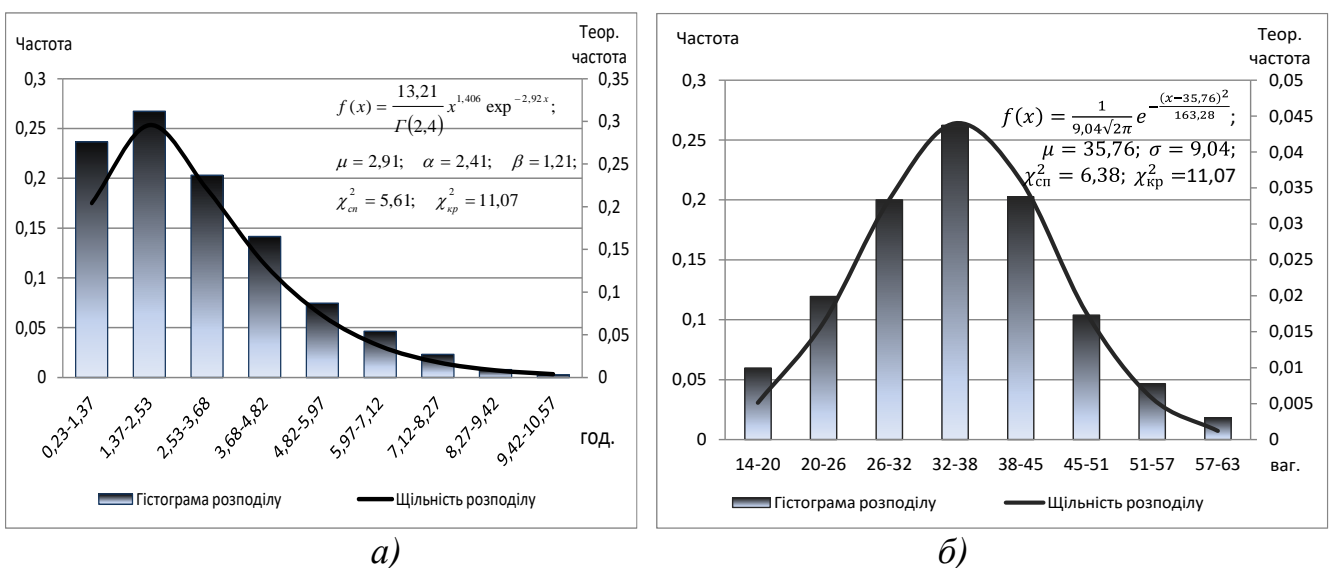 Частота
Теор.
частота
0,3
0,25
0,2
0,15
0,1
0,05
0
0,35
0,3
0,25
0,2
0,15
0,1
0,05
0
f(x) = 13,21/Γ(2,4) x^1,406 exp^−2,92x;
μ = 2,91; α = 2,41; β = 1,21;
χ²сп = 5,61; χ²кр = 11,07
0,23-1,37
1,37-2,53
2,53-3,68
3,68-4,82
4,82-5,97
5,97-7,12
7,12-8,27
8,27-9,42
9,42-10,57
год.
Гістограма розподілу
Щільність розподілу
а)
Частота
Теор.
частота
0,3
0,25
0,2
0,15
0,1
0,05
0
0,05
0,045
0,04
0,035
0,03
0,025
0,02
0,015
0,01
0,005
0
f(x) = 1/(9,04√2π) e^−(x−35,76)²/163,28;
μ = 35,76; σ = 9,04;
χ²сп = 6,38; χ²кр =11,07
14-20 20-26 26-32 32-38 38-45 45-51 51-57 57-63
ваг.
Гістограма розподілу
Щільність розподілу
б)